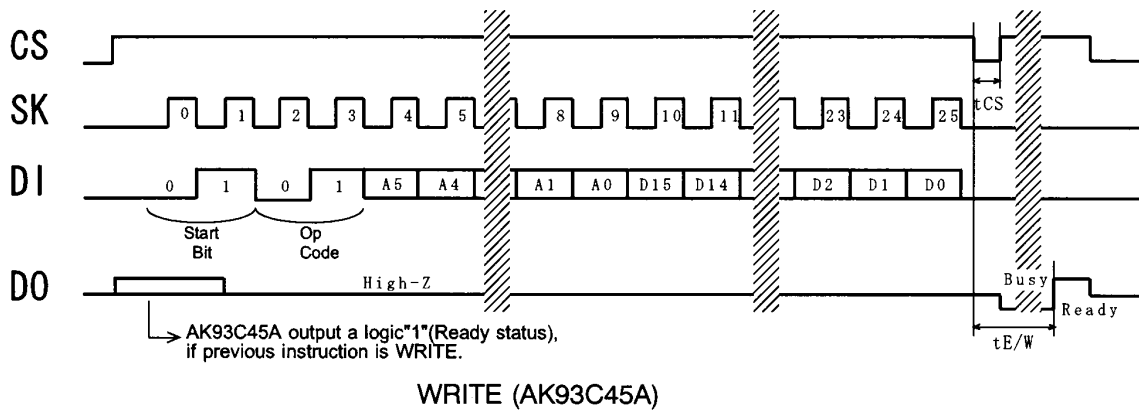 CS
tCS
SK 0 1 2 3 4 5 8 9 10 11 23 24 25
DI 0 1 0 1 A5 A4 A1 A0 D15 D14 D2 D1 D0
Start
Bit
Op
Code
DO High-Z Busy Ready
AK93C45A output a logic"1"(Ready status),
if previous instruction is WRITE.
tE/W
WRITE (AK93C45A)